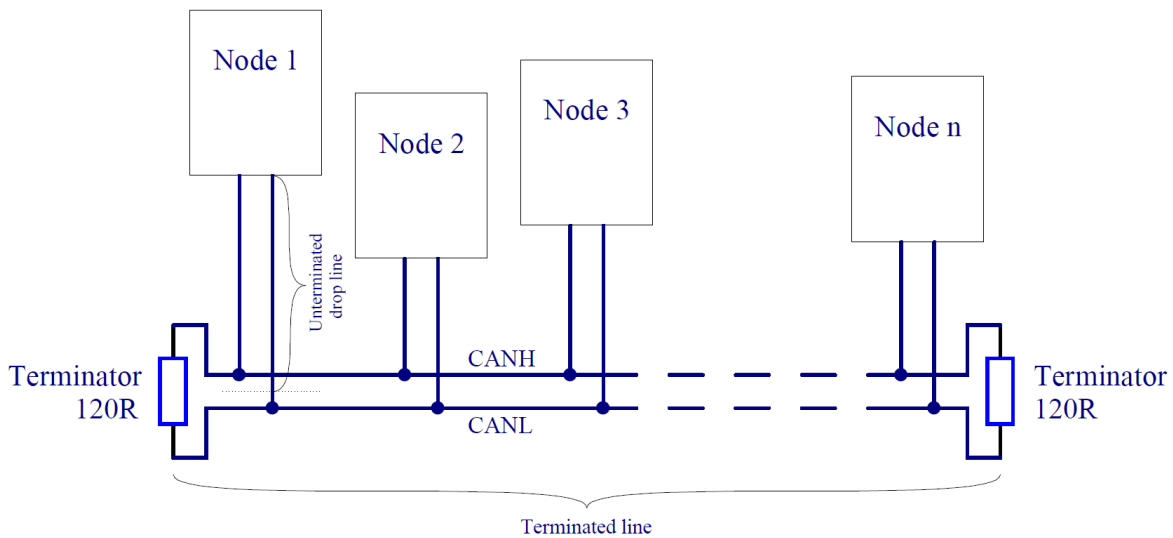 Node 1
Node 2
Node 3
Node n
Unterminated
drop line
CANH
CANL
Terminator
120R
Terminator
120R
Terminated line